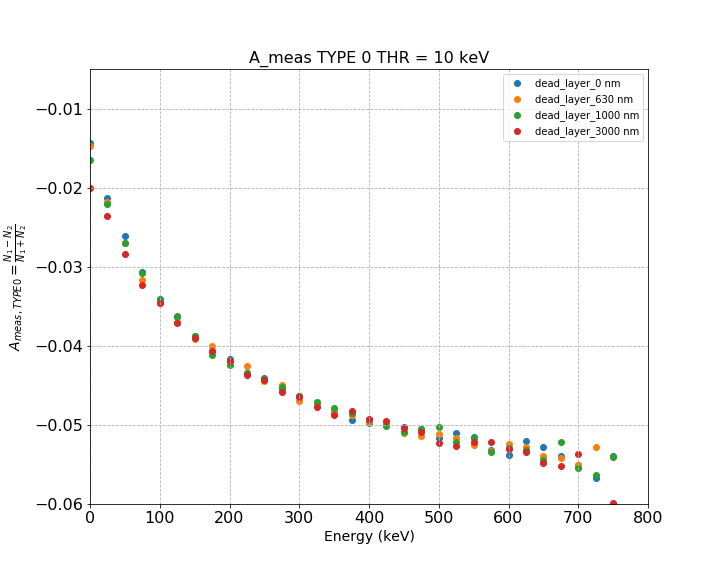 A_meas TYPE 0 THR = 10 keV
dead_layer_0 nm
dead_layer_630 nm
dead_layer_1000 nm
dead_layer_3000 nm
−0.01
−0.02
−0.03
−0.04
−0.05
−0.06
A_{meas, TYPE0} = \frac{N_1 − N_2}{N_1 + N_2}
0 100 200 300 400 500 600 700 800
Energy (keV)